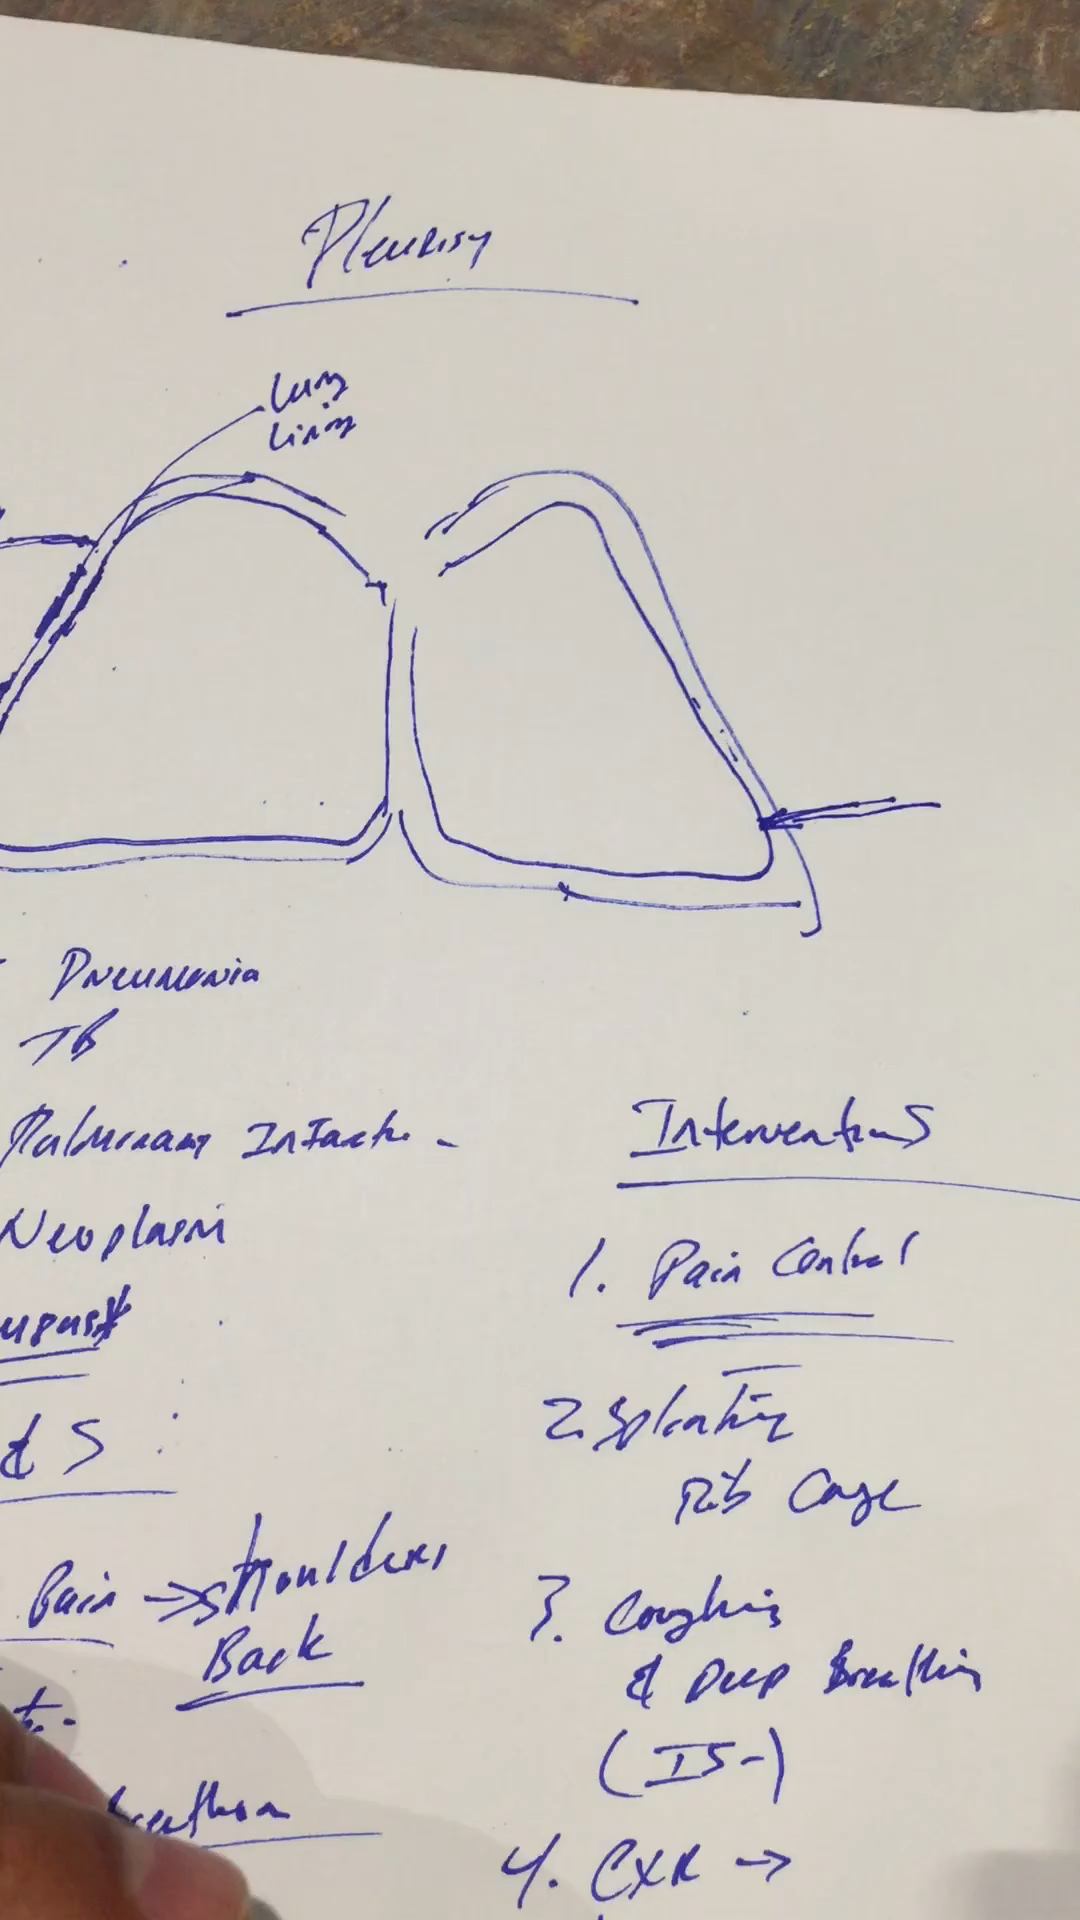 Pleurisy
Lung
Lining
Pneumonia
TB
Pulmonary Infarct.
Neoplasm
& S :
Pain → Shoulders
Back
Interventions
1. Pain Control
2. Splinting
Rib Cage
3. Coughing
& Deep Breathing
(IS-)
4. CXR →